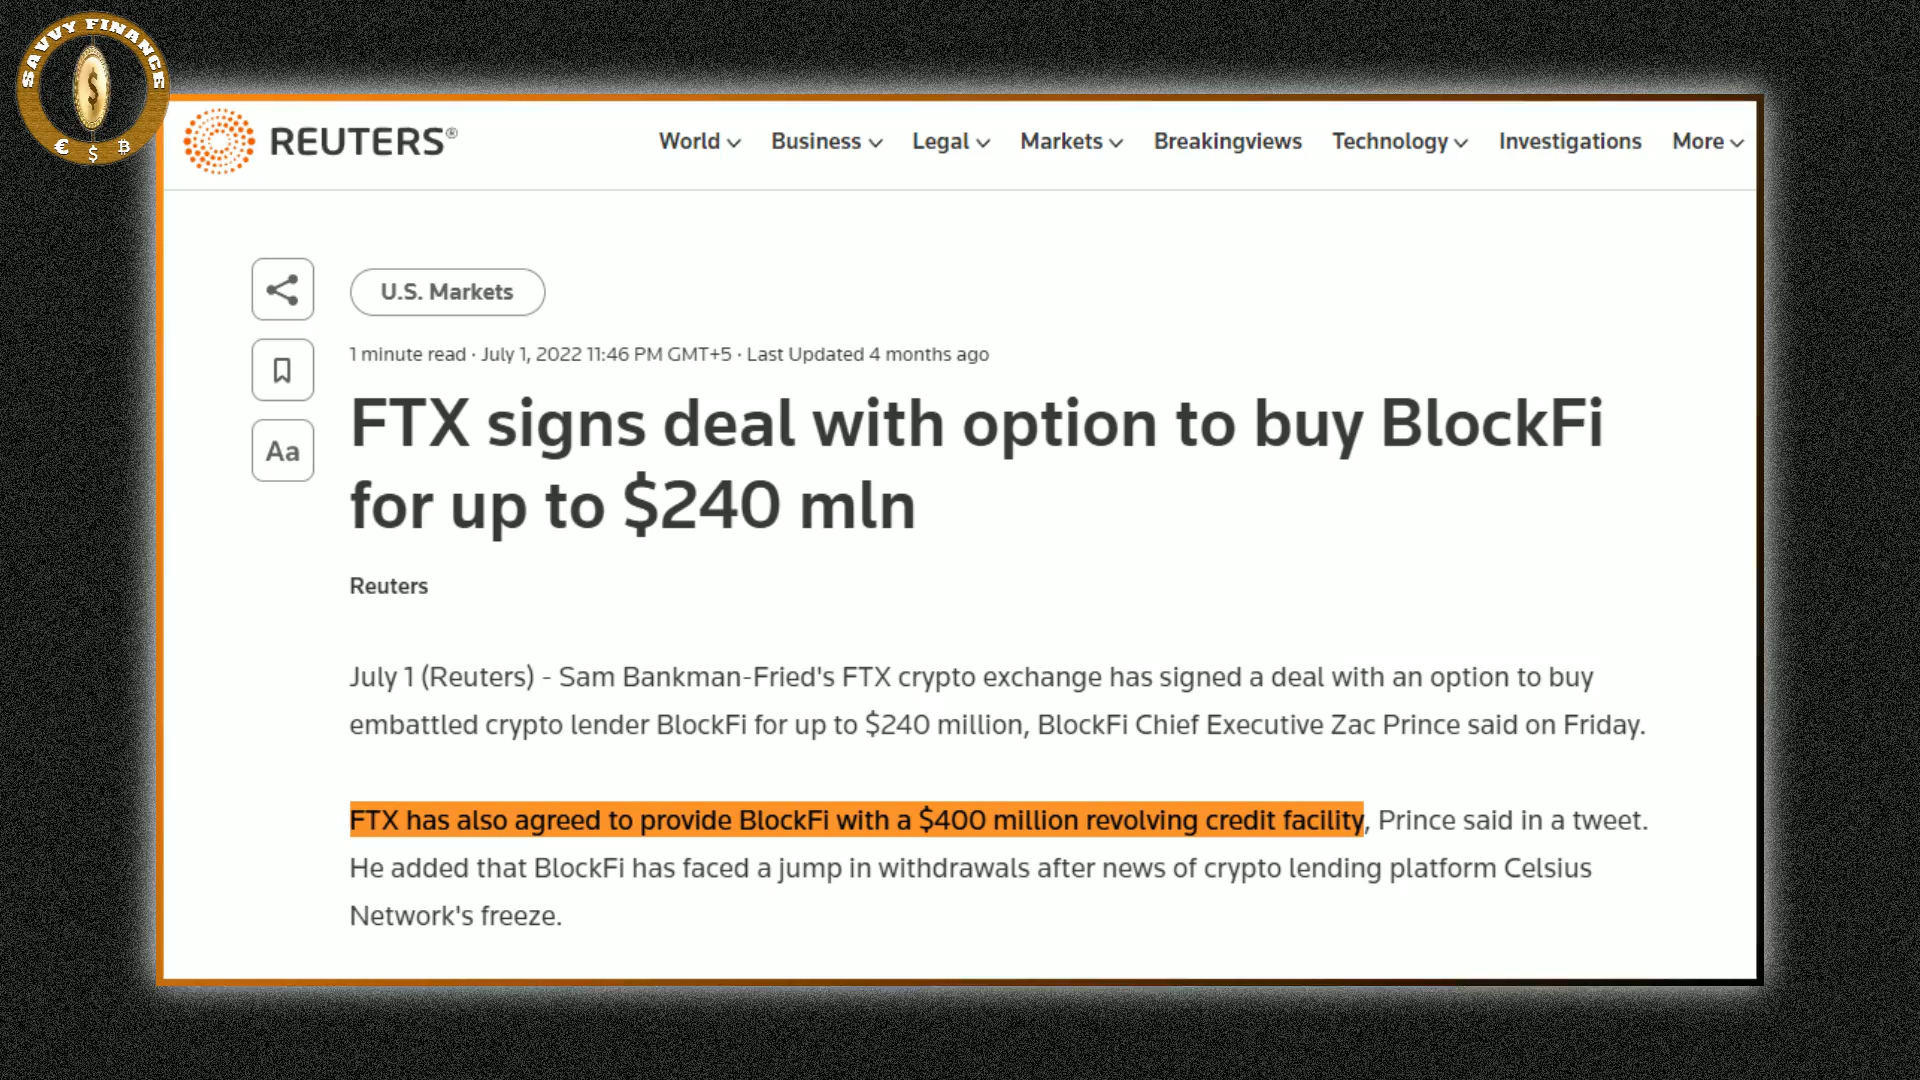 SAVVY FINANCE
$
€ $ ₿
REUTERS®
World Business Legal Markets Breakingviews Technology Investigations More
U.S. Markets
1 minute read · July 1, 2022 11:46 PM GMT+5 · Last Updated 4 months ago
Aa
FTX signs deal with option to buy BlockFi
for up to $240 mln
Reuters
July 1 (Reuters) - Sam Bankman-Fried's FTX crypto exchange has signed a deal with an option to buy
embattled crypto lender BlockFi for up to $240 million, BlockFi Chief Executive Zac Prince said on Friday.
FTX has also agreed to provide BlockFi with a $400 million revolving credit facility, Prince said in a tweet.
He added that BlockFi has faced a jump in withdrawals after news of crypto lending platform Celsius
Network's freeze.